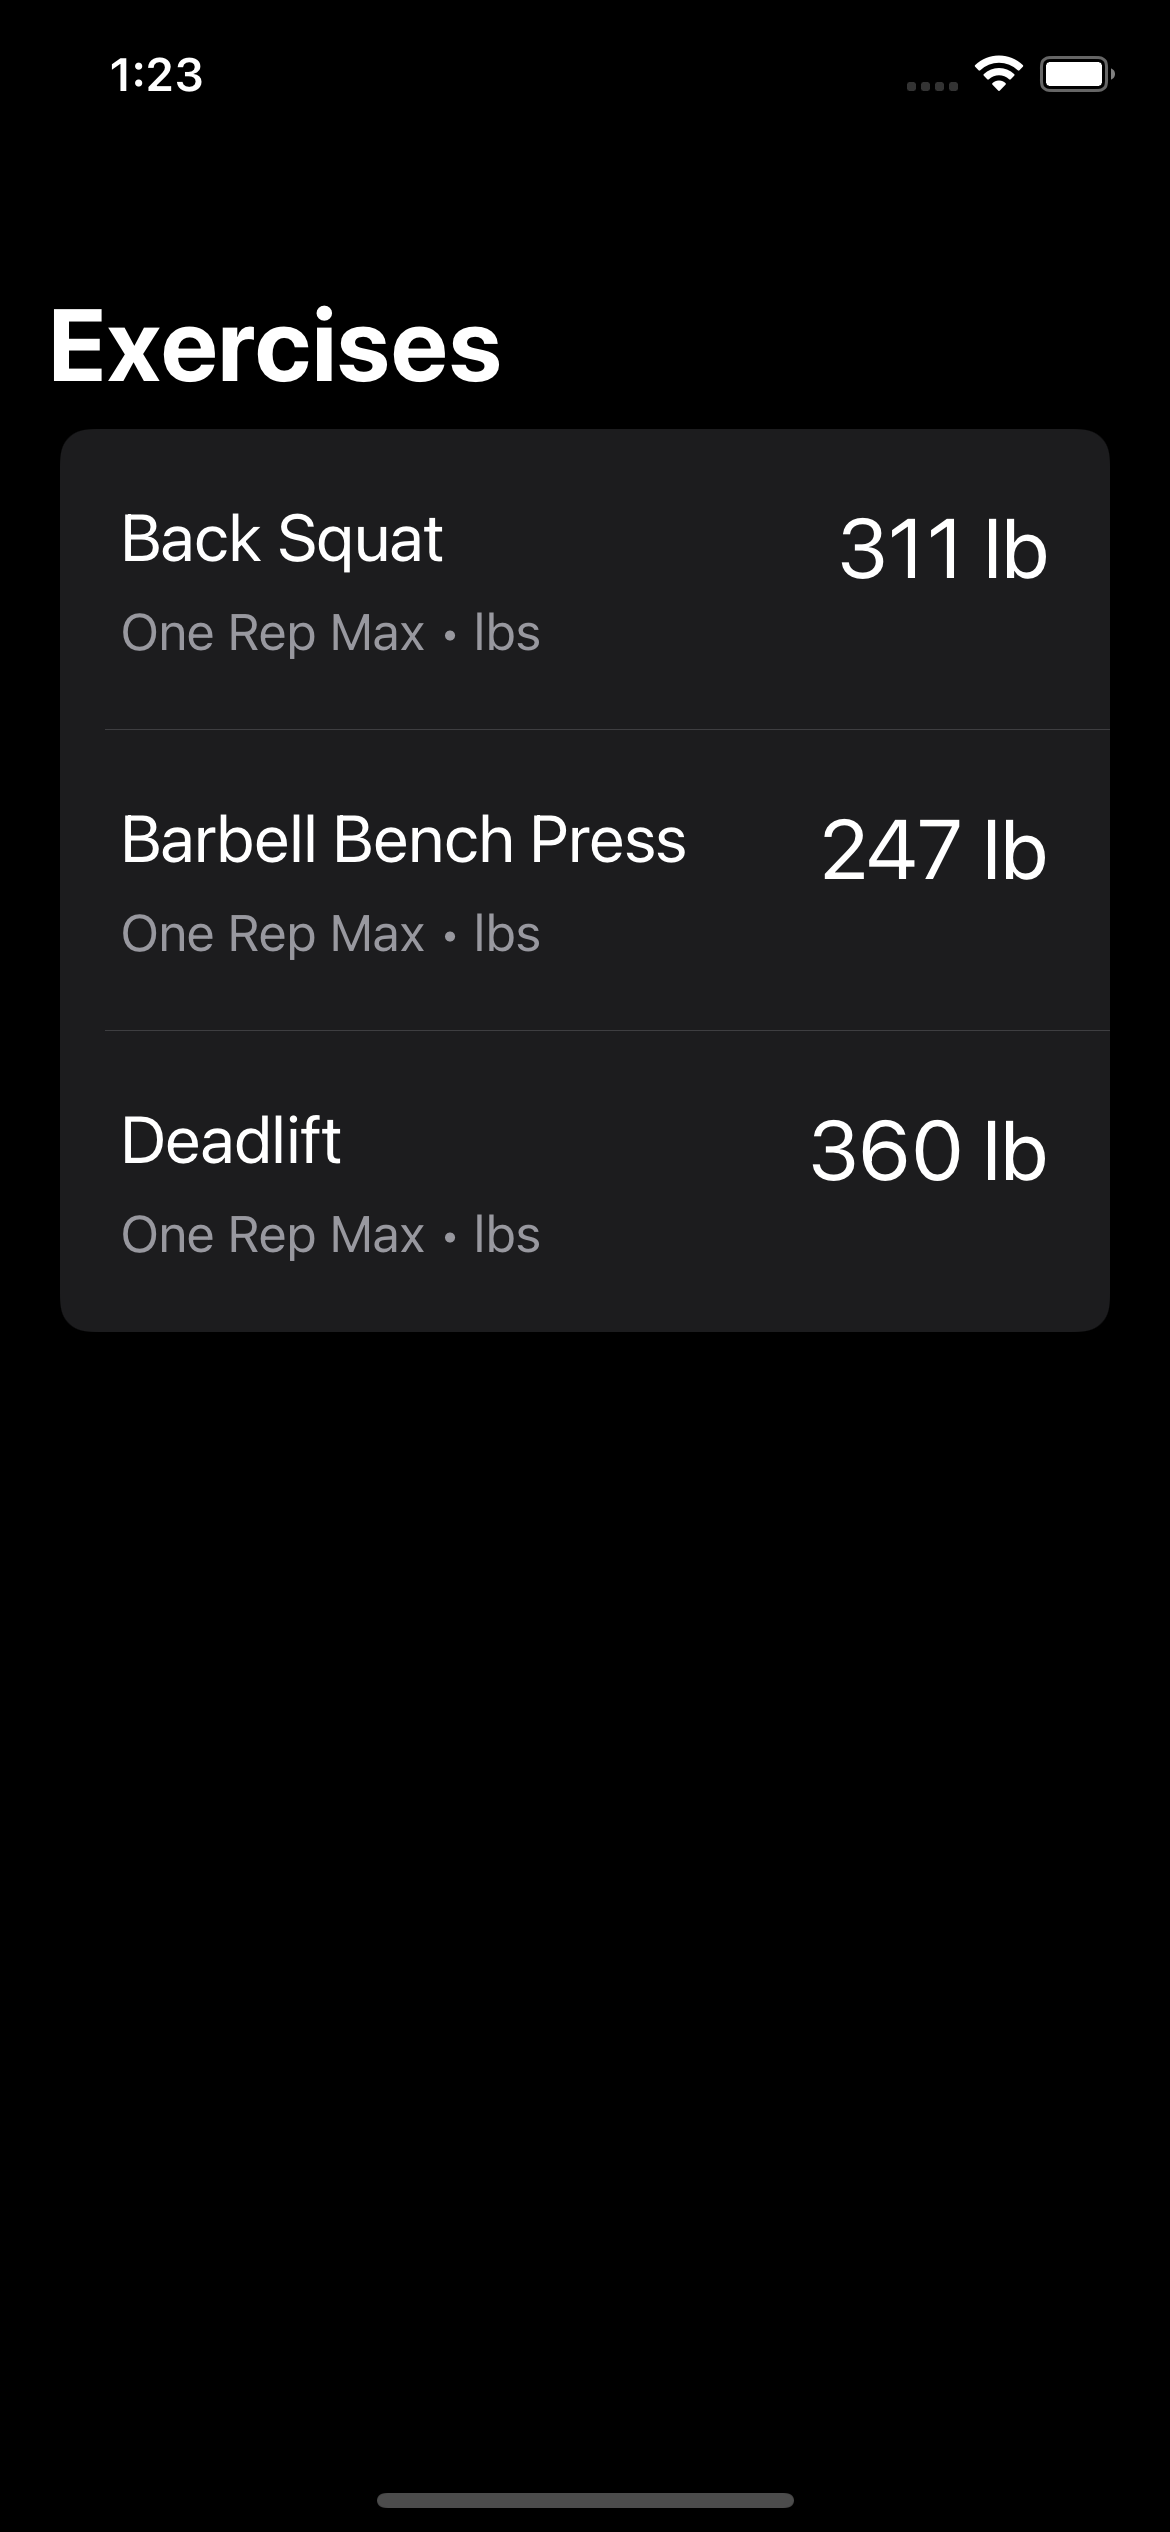 1:23
Exercises
Back Squat
311 lb
One Rep Max • lbs
Barbell Bench Press
247 lb
One Rep Max • lbs
Deadlift
360 lb
One Rep Max • lbs